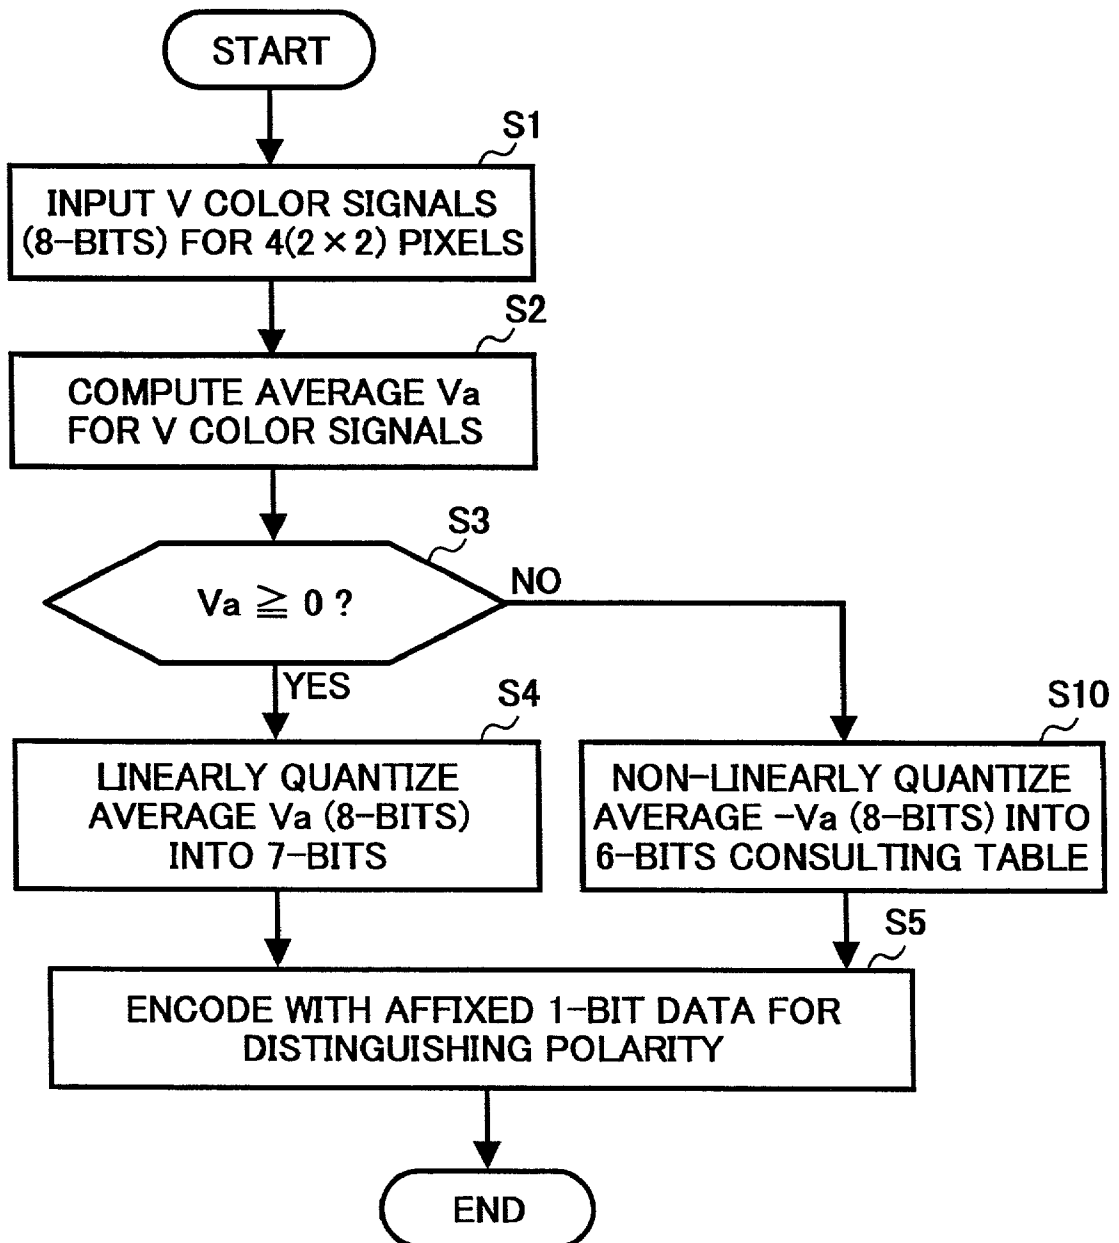 START
S1
INPUT V COLOR SIGNALS
(8-BITS) FOR 4(2 × 2) PIXELS
S2
COMPUTE AVERAGE Va
FOR V COLOR SIGNALS
S3
Va ≧ 0 ?
NO
YES
S4
LINEARLY QUANTIZE
AVERAGE Va (8-BITS)
INTO 7-BITS
S10
NON-LINEARLY QUANTIZE
AVERAGE -Va (8-BITS) INTO
6-BITS CONSULTING TABLE
S5
ENCODE WITH AFFIXED 1-BIT DATA FOR
DISTINGUISHING POLARITY
END